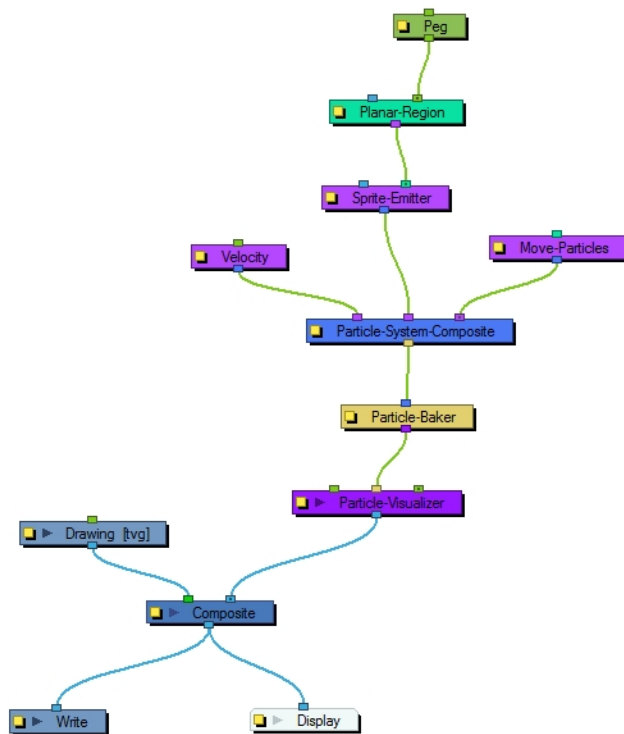 Peg
Planar-Region
Sprite-Emitter
Velocity
Move-Particles
Particle-System-Composite
Particle-Baker
Particle-Visualizer
Drawing [tvg]
Composite
Write
Display